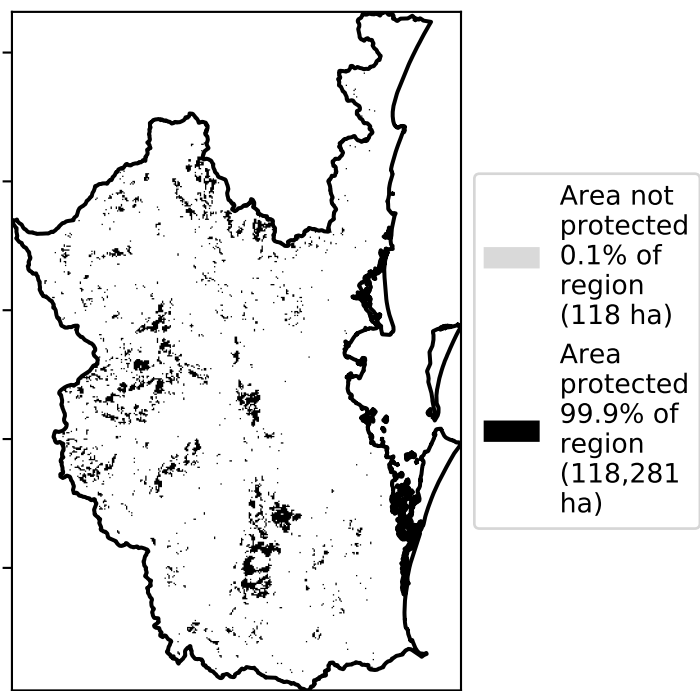 Area not
protected
0.1% of
region
(118 ha)
Area
protected
99.9% of
region
(118,281
ha)